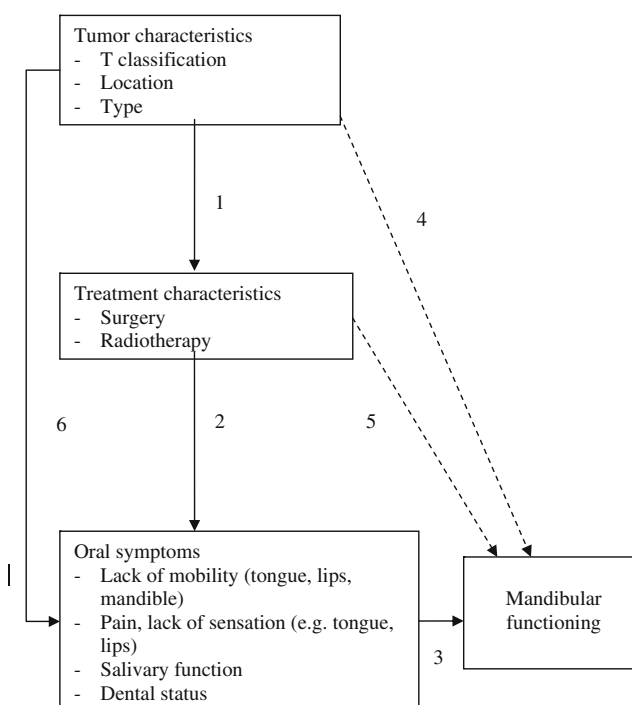 Tumor characteristics
- T classification
- Location
- Type
1
4
Treatment characteristics
- Surgery
- Radiotherapy
6
2
5
Oral symptoms
- Lack of mobility (tongue, lips,
mandible)
- Pain, lack of sensation (e.g. tongue,
lips)
- Salivary function
- Dental status
3
Mandibular
functioning